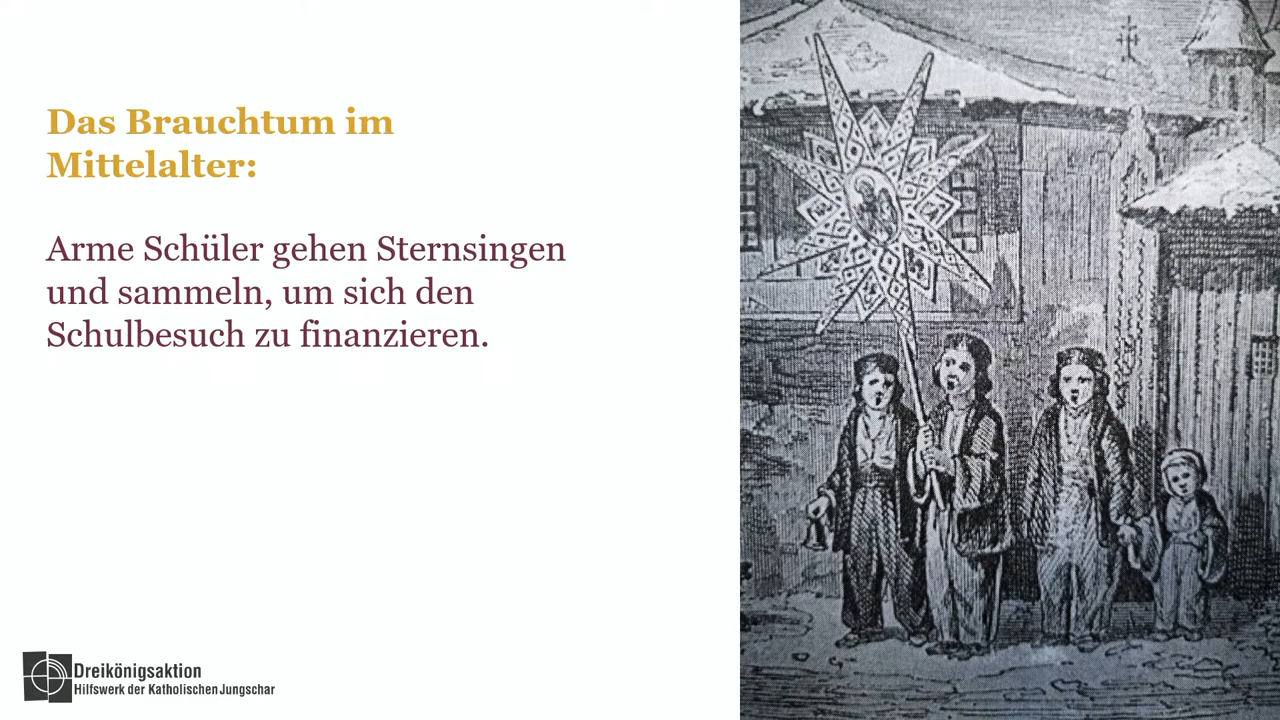 Das Brauchtum im
Mittelalter:
Arme Schüler gehen Sternsingen
und sammeln, um sich den
Schulbesuch zu finanzieren.
Dreikönigsaktion
Hilfswerk der Katholischen Jungschar